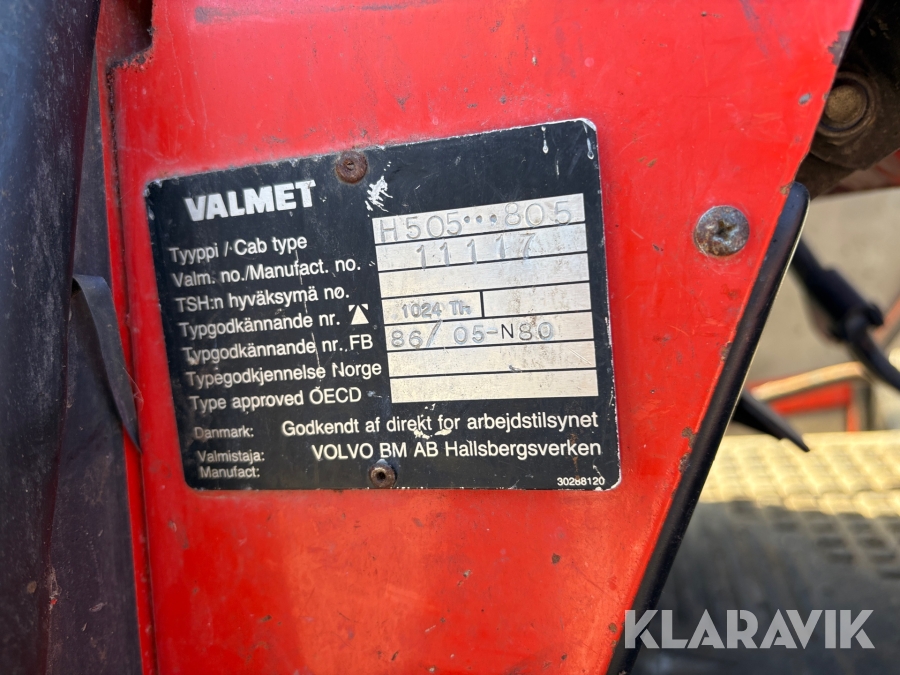 VALMET
Tyyppi / Cab type H505···805
Valm. no./Manufact. no. 11117
TSH:n hyväksymä no.
Typgodkännande nr. 1024 Th
Typgodkännande nr. FB 86/ 05-N80
Typegodkjennelse Norge
Type approved OECD
Danmark: Godkendt af direkt for arbejdstilsynet
Valmistaja: VOLVO BM AB Hallsbergsverken
Manufact:
30288120
KLARAVIK